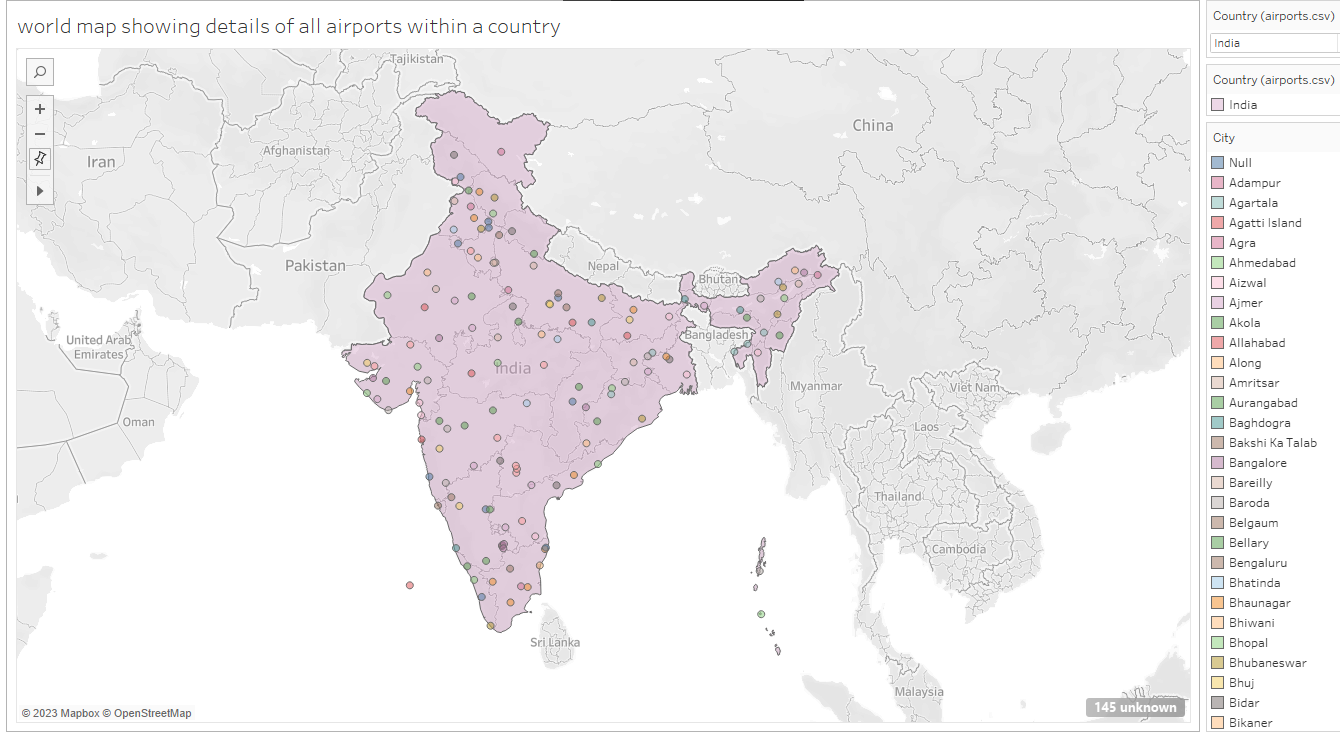 world map showing details of all airports within a country
Tajikistan
China
Afghanistan
Iran
Pakistan
Nepal
Bhutan
United Arab
Emirates
Bangladesh
India
Myanmar
Viet Nam
Oman
Laos
Thailand
Cambodia
Sri Lanka
Malaysia
© 2023 Mapbox © OpenStreetMap
145 unknown
Country (airports.csv)
India
Country (airports.csv)
India
City
Null
Adampur
Agartala
Agatti Island
Agra
Ahmedabad
Aizwal
Ajmer
Akola
Allahabad
Along
Amritsar
Aurangabad
Baghdogra
Bakshi Ka Talab
Bangalore
Bareilly
Baroda
Belgaum
Bellary
Bengaluru
Bhatinda
Bhaunagar
Bhiwani
Bhopal
Bhubaneswar
Bhuj
Bidar
Bikaner